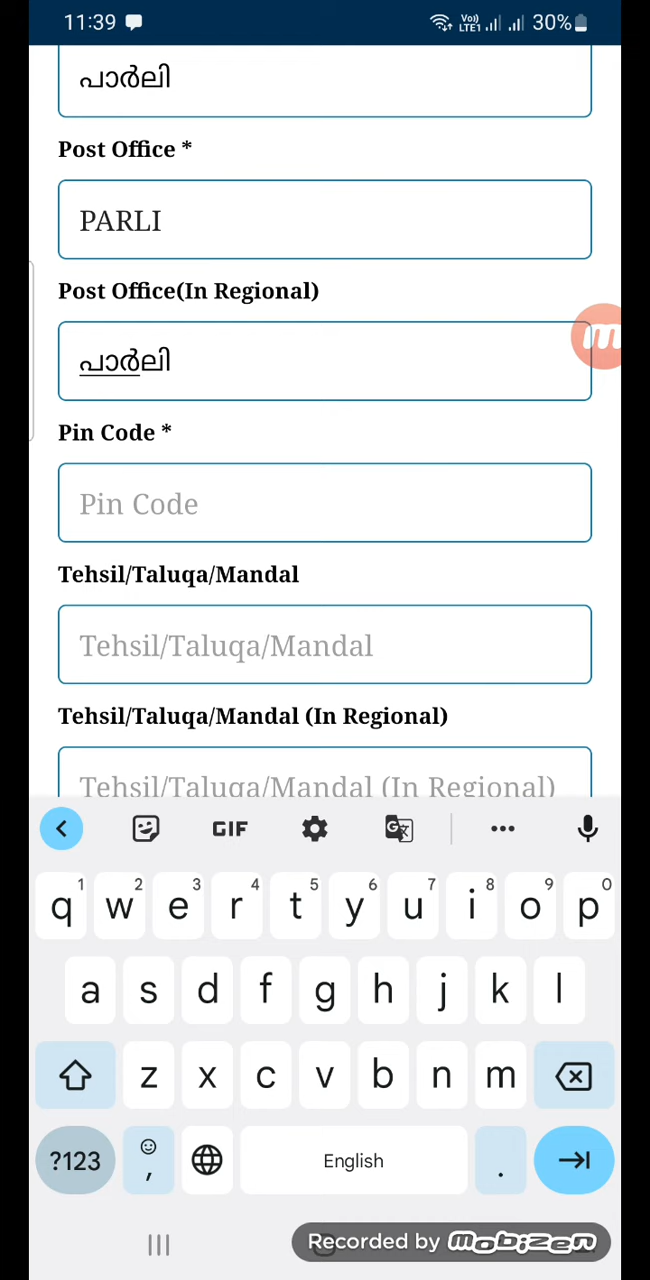 11:39 Vo) LTE1 30%
പാർലി
Post Office *
PARLI
Post Office(In Regional)
പാർലി
m
Pin Code *
Pin Code
Tehsil/Taluqa/Mandal
Tehsil/Taluqa/Mandal
Tehsil/Taluqa/Mandal (In Regional)
Tehsil/Taluqa/Mandal (In Regional)
GIF G
1 2 3 4 5 6 7 8 9 0
q w e r t y u i o p
a s d f g h j k l
z x c v b n m
?123 , English .
Recorded by mobizen